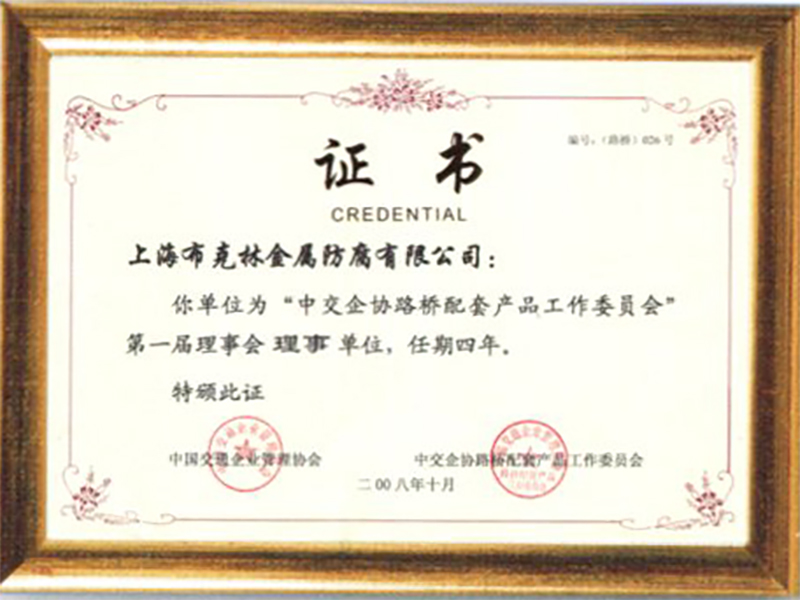 编号：（路桥）026号
证 书
CREDENTIAL
上海布克林金属防腐有限公司：
你单位为“中交企协路桥配套产品工作委员会”
第一届理事会 理事 单位，任期四年。
特颁此证
中国交通企业管理协会 中交企协路桥配套产品工作委员会
二00八年十月